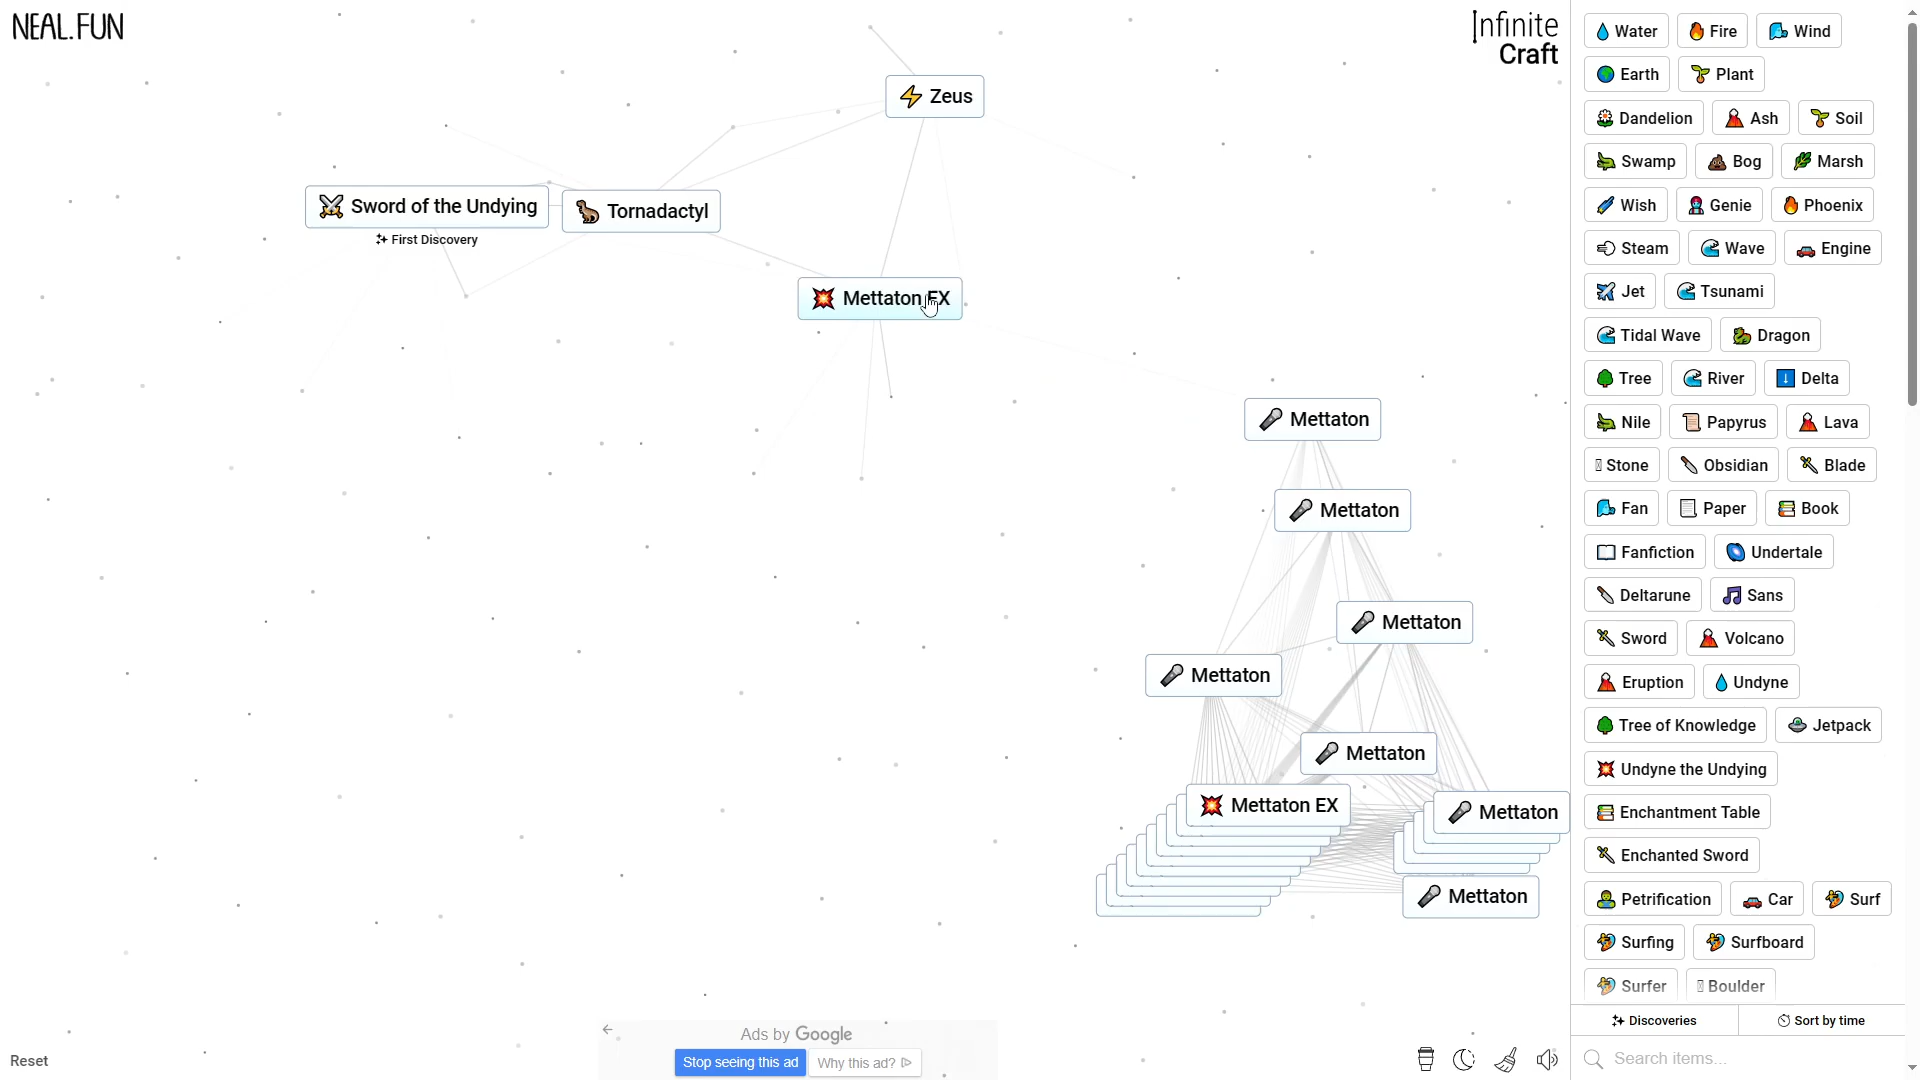 NEAL.FUN
Infinite
Craft
Zeus
Sword of the Undying
First Discovery
Tornadactyl
Mettaton EX
Mettaton
Mettaton
Mettaton
Mettaton
Mettaton
Mettaton EX
Mettaton
Mettaton
Ads by Google
Stop seeing this ad
Why this ad?
Reset
Water Fire Wind
Earth Plant
Dandelion Ash Soil
Swamp Bog Marsh
Wish Genie Phoenix
Steam Wave Engine
Jet Tsunami
Tidal Wave Dragon
Tree River Delta
Nile Papyrus Lava
Stone Obsidian Blade
Fan Paper Book
Fanfiction Undertale
Deltarune Sans
Sword Volcano
Eruption Undyne
Tree of Knowledge Jetpack
Undyne the Undying
Enchantment Table
Enchanted Sword
Petrification Car Surf
Surfing Surfboard
Surfer Boulder
Discoveries Sort by time
Search items...